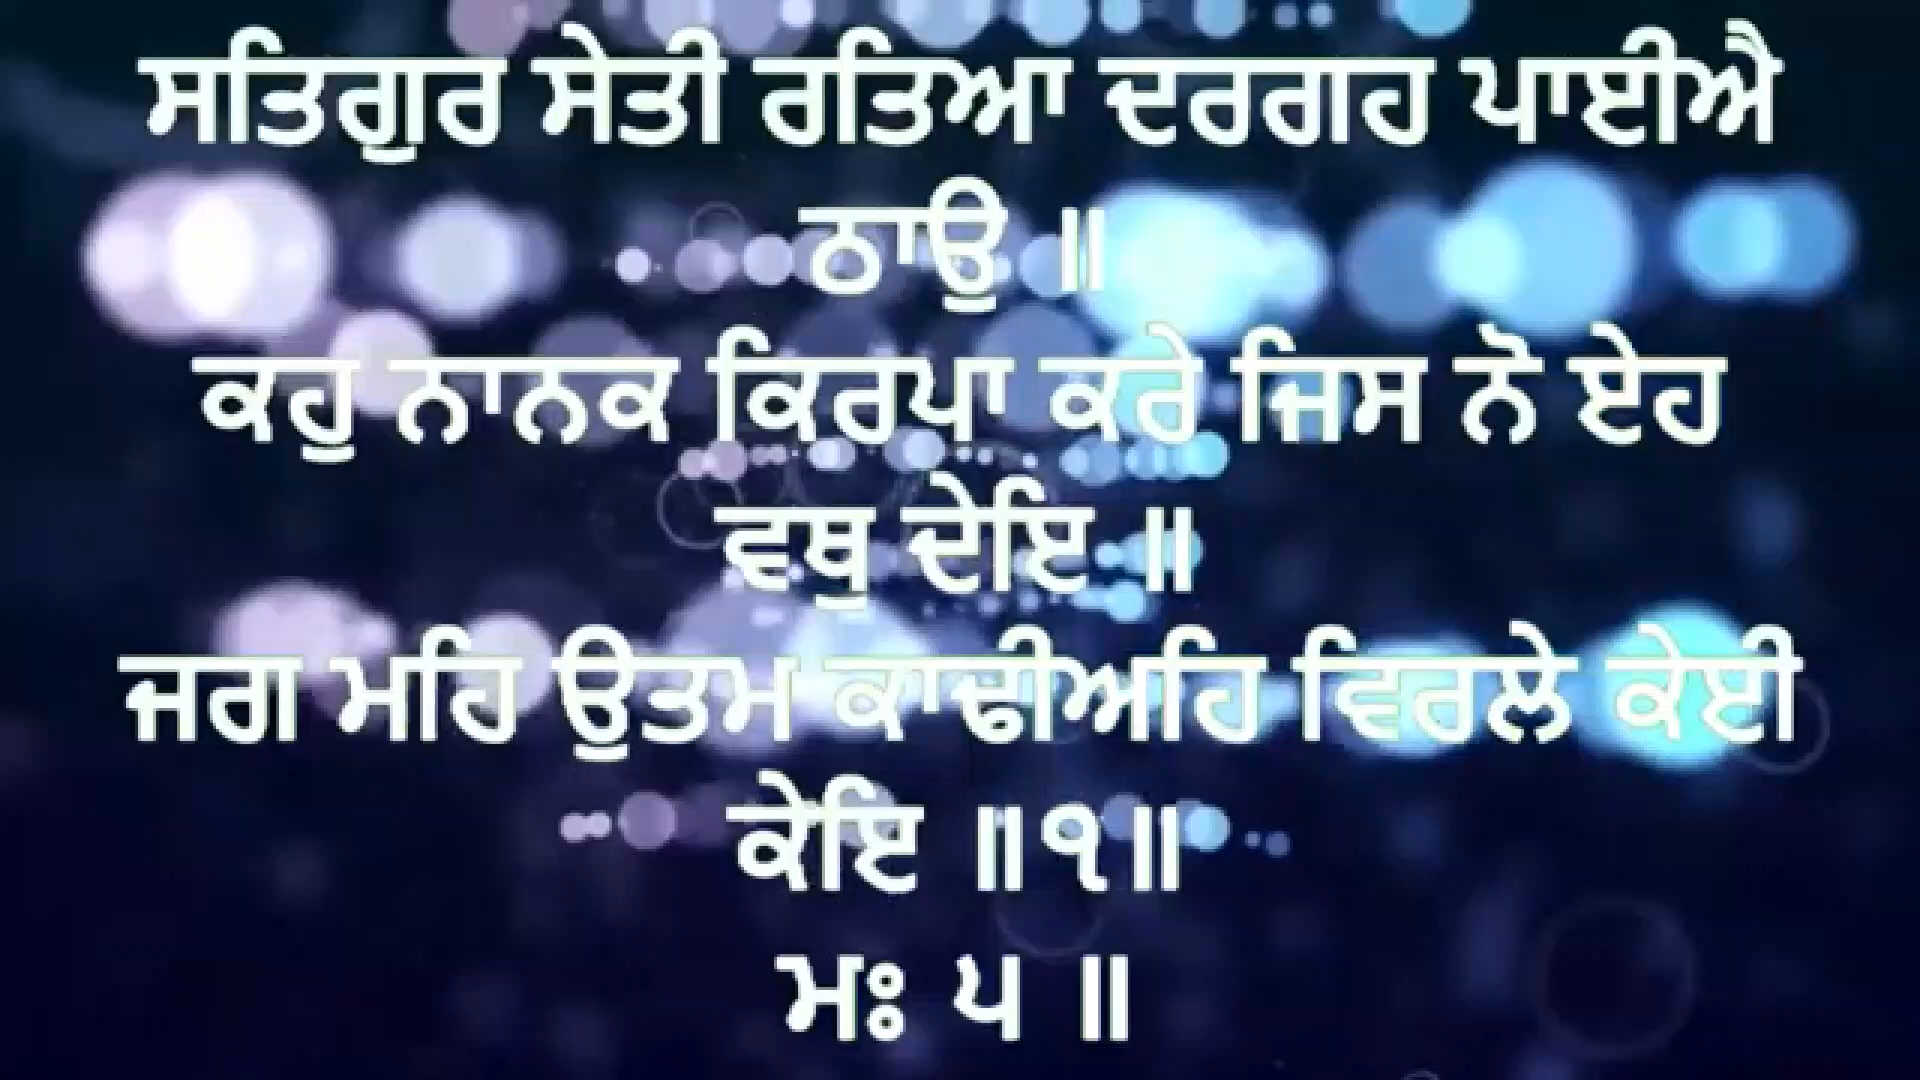 ਸਤਿਗੁਰ ਸੇਤੀ ਰਤਿਆ ਦਰਗਹ ਪਾਈਐ
ਠਾਉ ॥
ਕਹੁ ਨਾਨਕ ਕਿਰਪਾ ਕਰੇ ਜਿਸ ਨੋ ਏਹ
ਵਥੁ ਦੇਇ ॥
ਜਗ ਮਹਿ ਉਤਮ ਕਾਢੀਅਹਿ ਵਿਰਲੇ ਕੇਈ
ਕੇਇ ॥੧॥
ਮਃ ੫ ॥